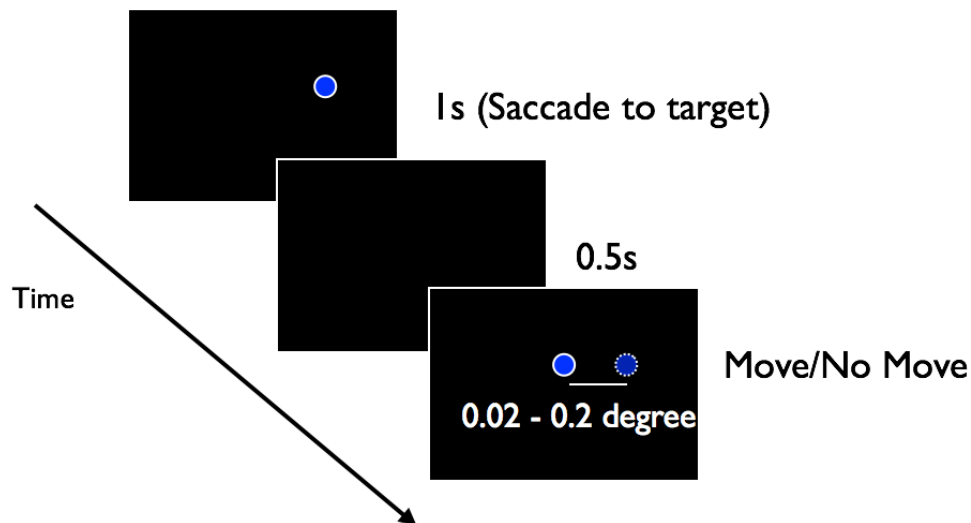 1s (Saccade to target)
0.5s
Time
Move/No Move
0.02 - 0.2 degree